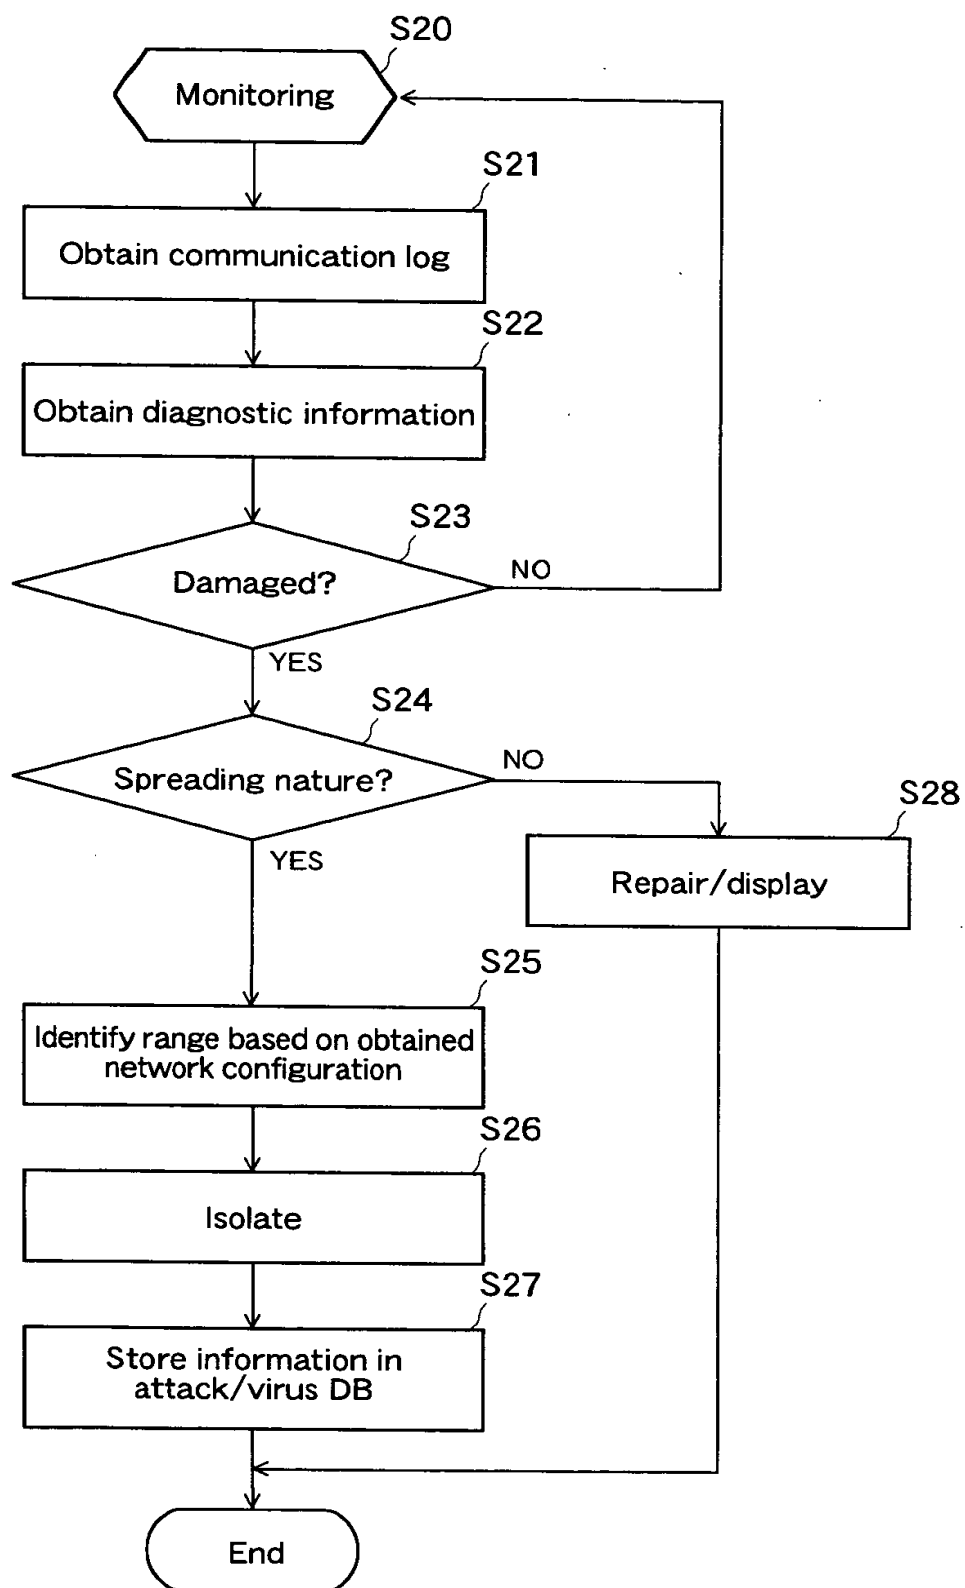 S20
Monitoring
S21
Obtain communication log
S22
Obtain diagnostic information
S23
Damaged?
NO
YES
S24
Spreading nature?
NO
YES
S28
Repair/display
S25
Identify range based on obtained
network configuration
S26
Isolate
S27
Store information in
attack/virus DB
End